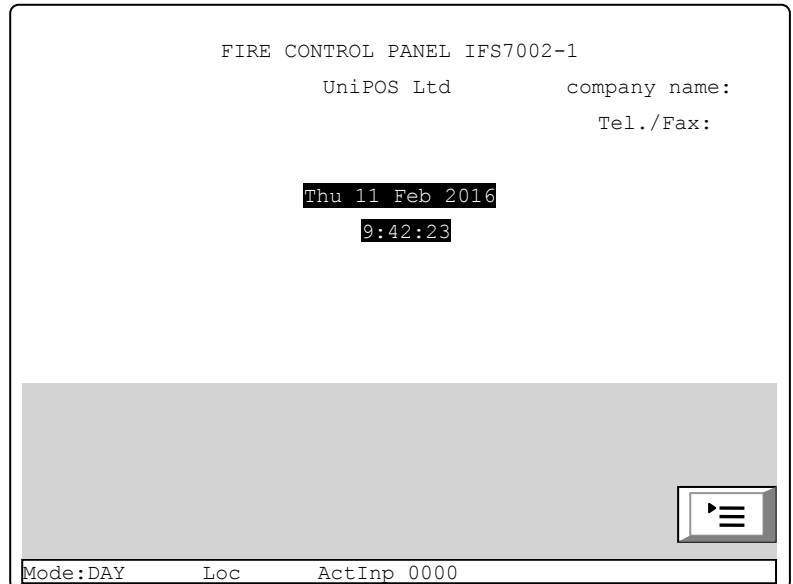 FIRE CONTROL PANEL IFS7002-1
UniPOS Ltd company name:
Tel./Fax:
Thu 11 Feb 2016
9:42:23
Mode:DAY Loc ActInp 0000